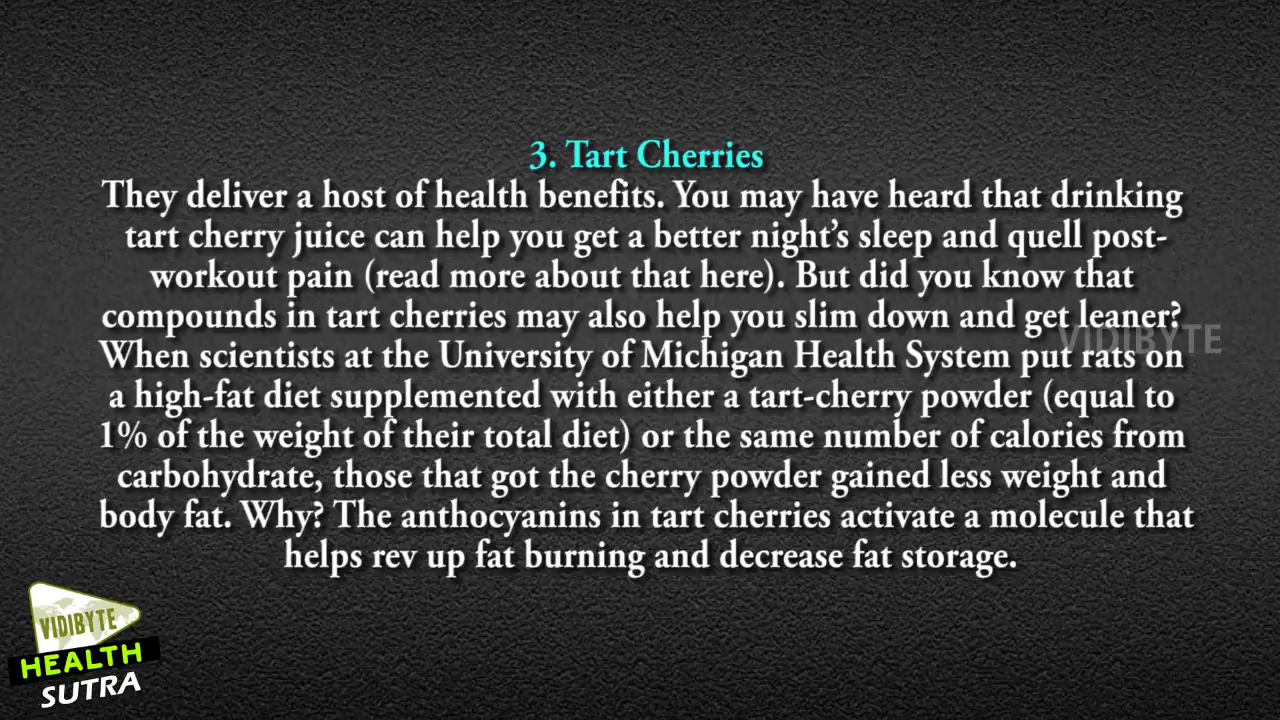 3. Tart Cherries
They deliver a host of health benefits. You may have heard that drinking
tart cherry juice can help you get a better night’s sleep and quell post-
workout pain (read more about that here). But did you know that
compounds in tart cherries may also help you slim down and get leaner?
VIDIBYTE
When scientists at the University of Michigan Health System put rats on
a high-fat diet supplemented with either a tart-cherry powder (equal to
1% of the weight of their total diet) or the same number of calories from
carbohydrate, those that got the cherry powder gained less weight and
body fat. Why? The anthocyanins in tart cherries activate a molecule that
helps rev up fat burning and decrease fat storage.
VIDIBYTE
HEALTH
SUTRA